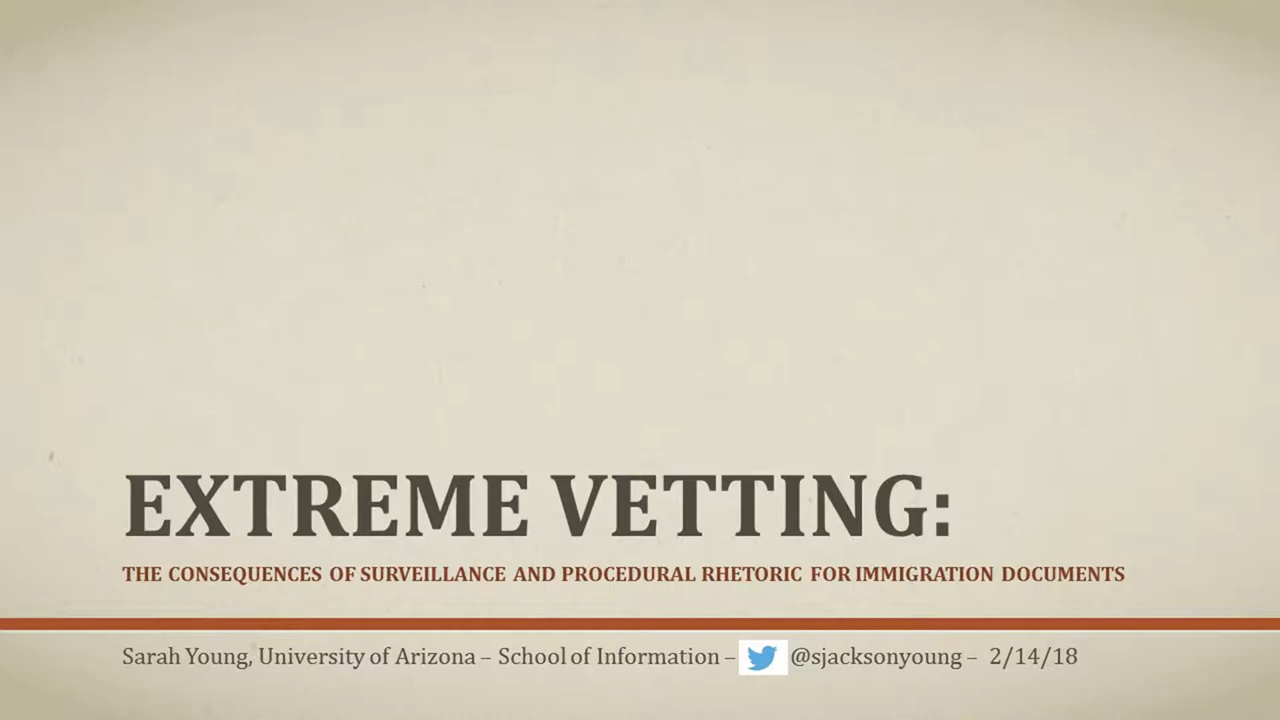 EXTREME VETTING:
THE CONSEQUENCES OF SURVEILLANCE AND PROCEDURAL RHETORIC FOR IMMIGRATION DOCUMENTS
Sarah Young, University of Arizona – School of Information – @sjacksonyoung – 2/14/18